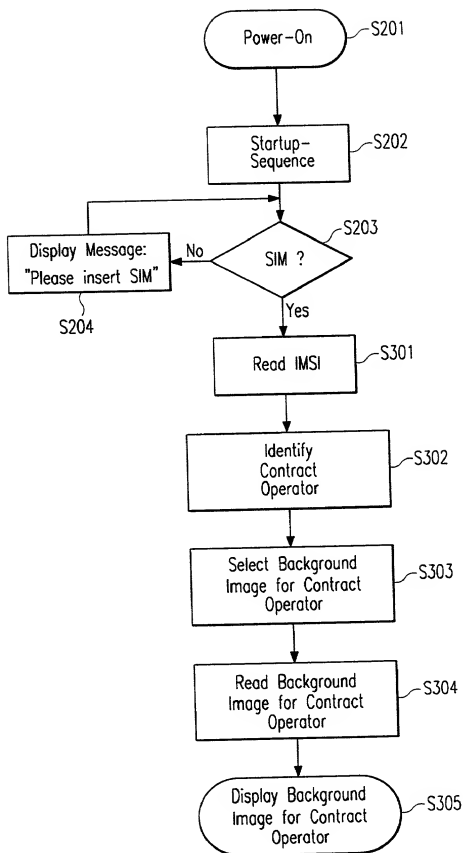 Power-On
S201
Startup-
Sequence
S202
S203
SIM ?
No
Display Message:
"Please insert SIM"
S204
Yes
Read IMSI
S301
Identify
Contract
Operator
S302
Select Background
Image for Contract
Operator
S303
Read Background
Image for Contract
Operator
S304
Display Background
Image for Contract
Operator
S305